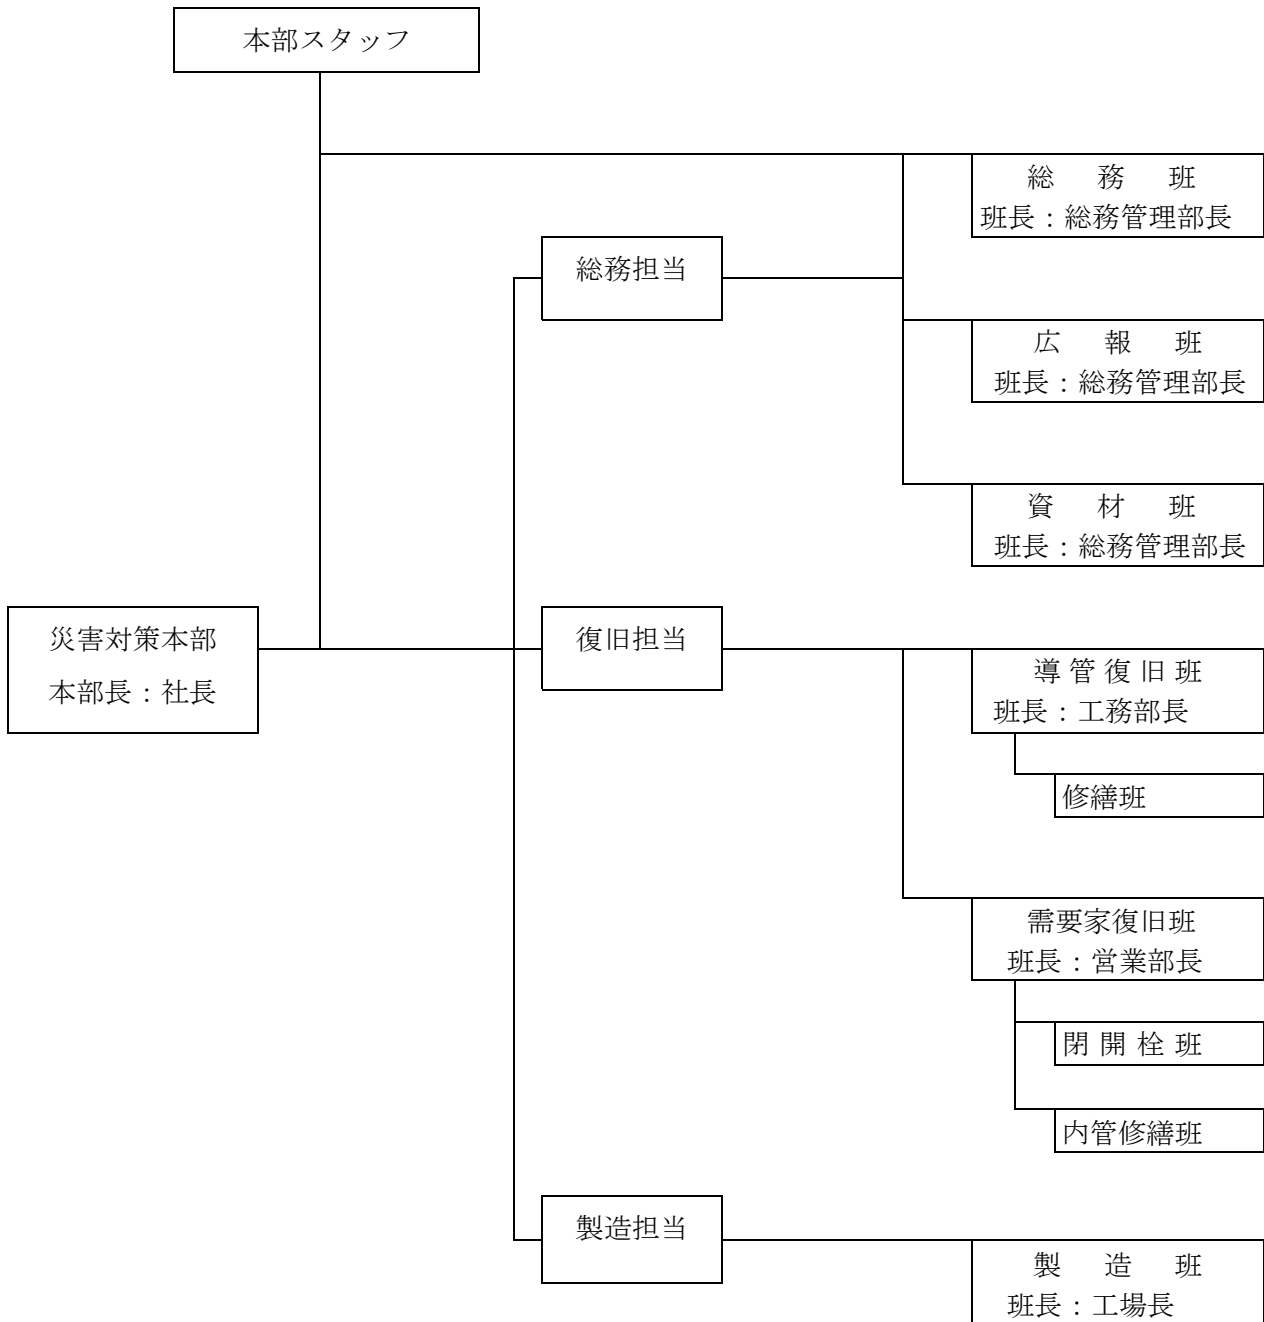 本部スタッフ
総　務　班
班長：総務管理部長
総務担当
広　報　班
班長：総務管理部長
資　材　班
班長：総務管理部長
災害対策本部
本部長：社長
復旧担当
導 管 復 旧 班
班長：工務部長
修繕班
需要家復旧班
班長：営業部長
閉 開 栓 班
内管修繕班
製造担当
製　造　班
班長：工場長